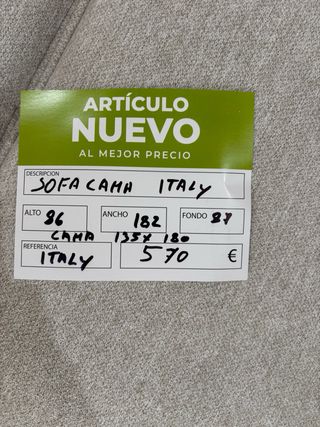 ARTÍCULO
NUEVO
AL MEJOR PRECIO
DESCRIPCION
SOFA CAMA ITALY
ALTO 86 ANCHO 182 FONDO 87
CAMA 135X180
REFERENCIA
ITALY 570 €